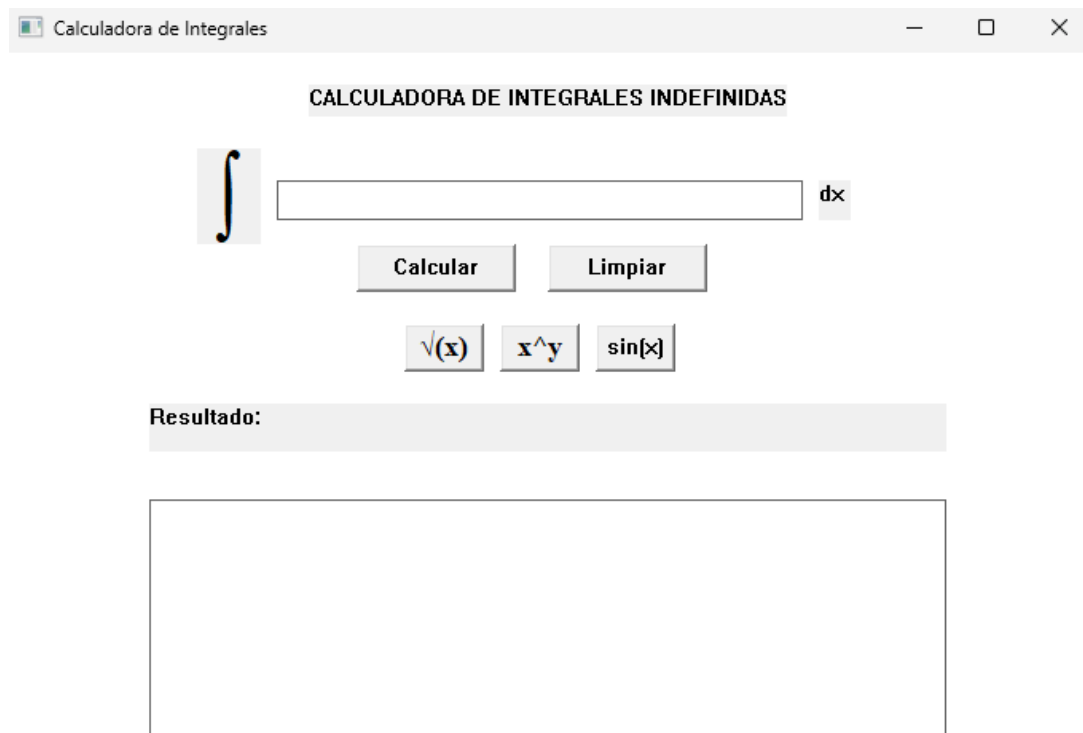 Calculadora de Integrales
CALCULADORA DE INTEGRALES INDEFINIDAS
∫ dx
Calcular Limpiar
√(x) x^y sin(x)
Resultado: